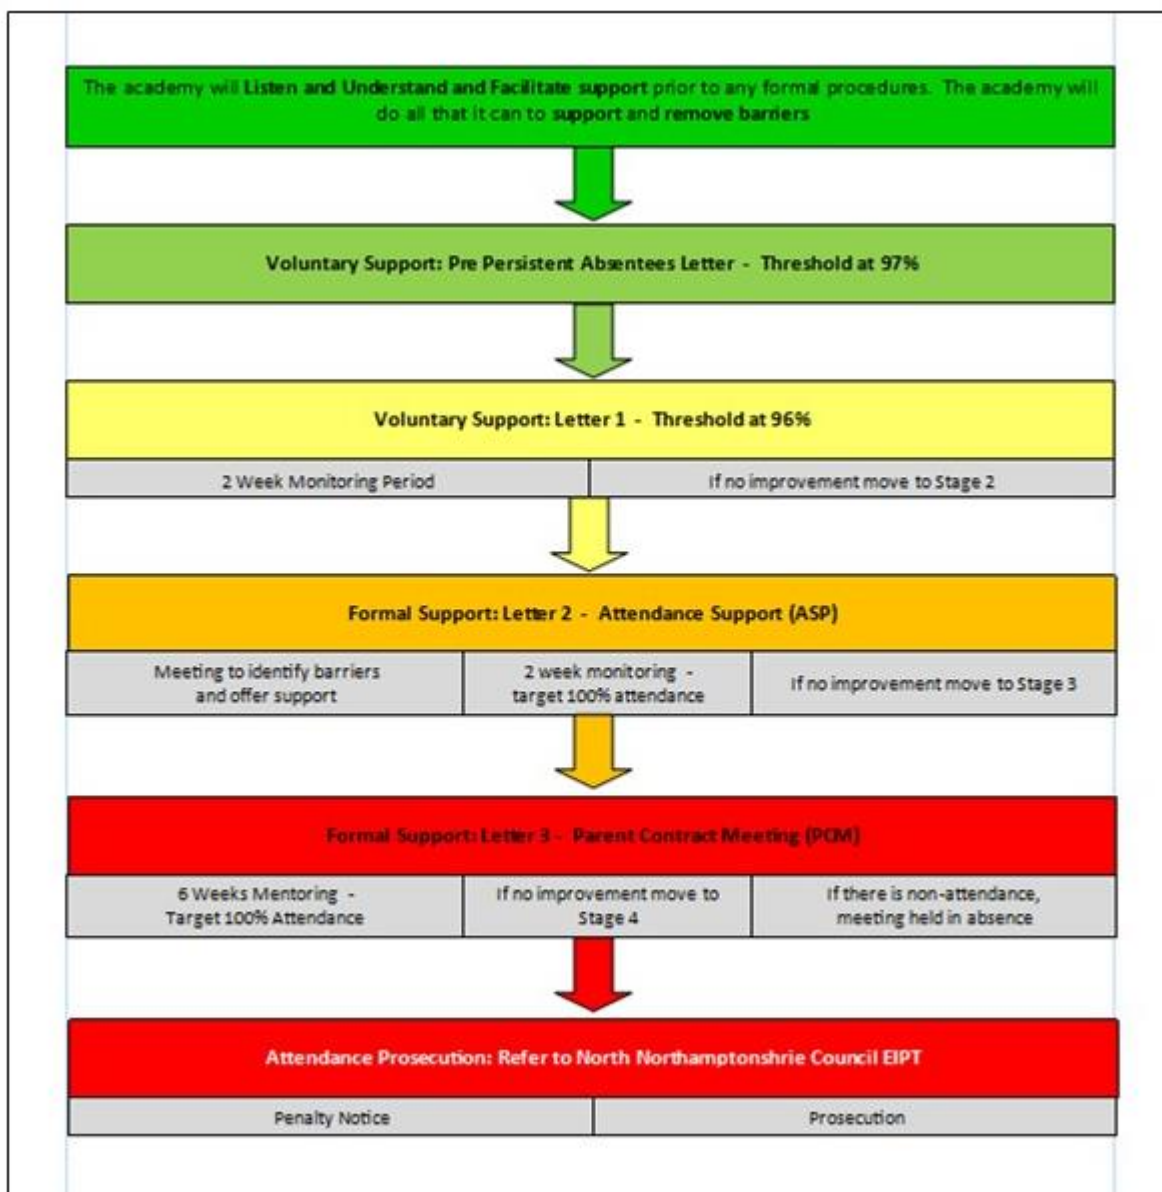 The academy will Listen and Understand and Facilitate support prior to any formal procedures. The academy will
do all that it can to support and remove barriers
Voluntary Support: Pre Persistent Absentees Letter - Threshold at 97%
Voluntary Support: Letter 1 - Threshold at 96%
2 Week Monitoring Period
If no improvement move to Stage 2
Formal Support: Letter 2 - Attendance Support (ASP)
Meeting to identify barriers
and offer support
2 week monitoring -
target 100% attendance
If no improvement move to Stage 3
Formal Support: Letter 3 - Parent Contract Meeting (PCM)
6 Weeks Mentoring -
Target 100% Attendance
If no improvement move to
Stage 4
If there is non-attendance,
meeting held in absence
Attendance Prosecution: Refer to North Northamptonshrie Council EIPT
Penalty Notice
Prosecution